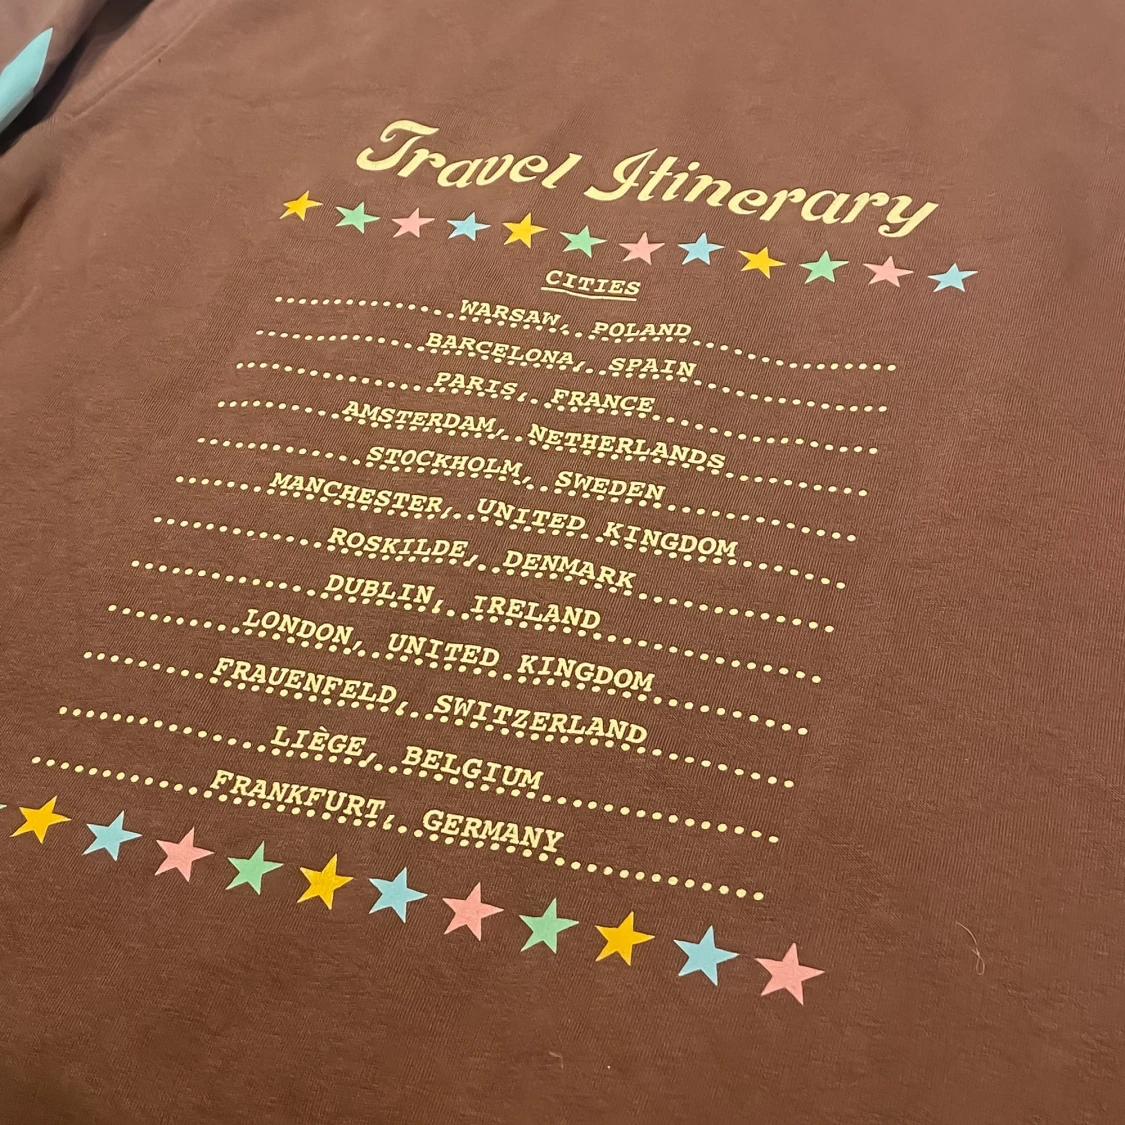 Travel Itinerary
CITIES
WARSAW, POLAND
BARCELONA, SPAIN
PARIS, FRANCE
AMSTERDAM, NETHERLANDS
STOCKHOLM, SWEDEN
MANCHESTER, UNITED KINGDOM
ROSKILDE, DENMARK
DUBLIN, IRELAND
LONDON, UNITED KINGDOM
FRAUENFELD, SWITZERLAND
LIÈGE, BELGIUM
FRANKFURT, GERMANY